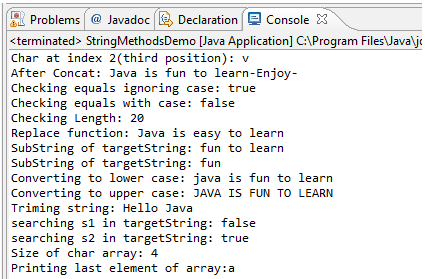 Problems @ Javadoc Declaration Console
<terminated> StringMethodsDemo [Java Application] C:\Program Files\Java\j
Char at index 2(third position): v
After Concat: Java is fun to learn-Enjoy-
Checking equals ignoring case: true
Checking equals with case: false
Checking Length: 20
Replace function: Java is easy to learn
SubString of targetString: fun to learn
SubString of targetString: fun
Converting to lower case: java is fun to learn
Converting to upper case: JAVA IS FUN TO LEARN
Triming string: Hello Java
searching s1 in targetString: false
searching s2 in targetString: true
Size of char array: 4
Printing last element of array:a